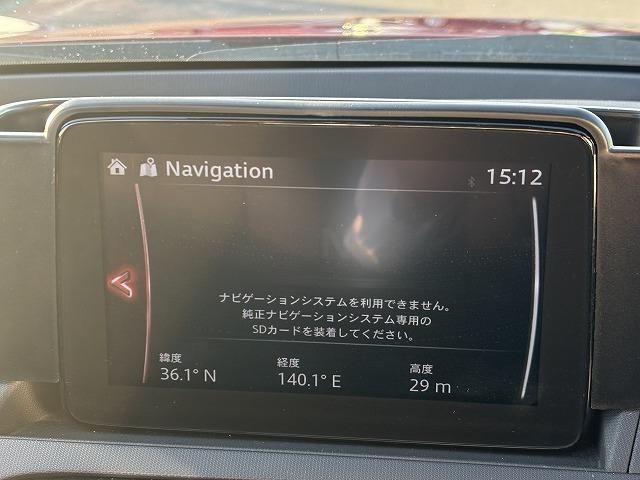 Navigation
15:12
ナビゲーションシステムを利用できません。
純正ナビゲーションシステム専用の
SDカードを装着してください。
緯度 経度 高度
36.1° N 140.1° E 29 m